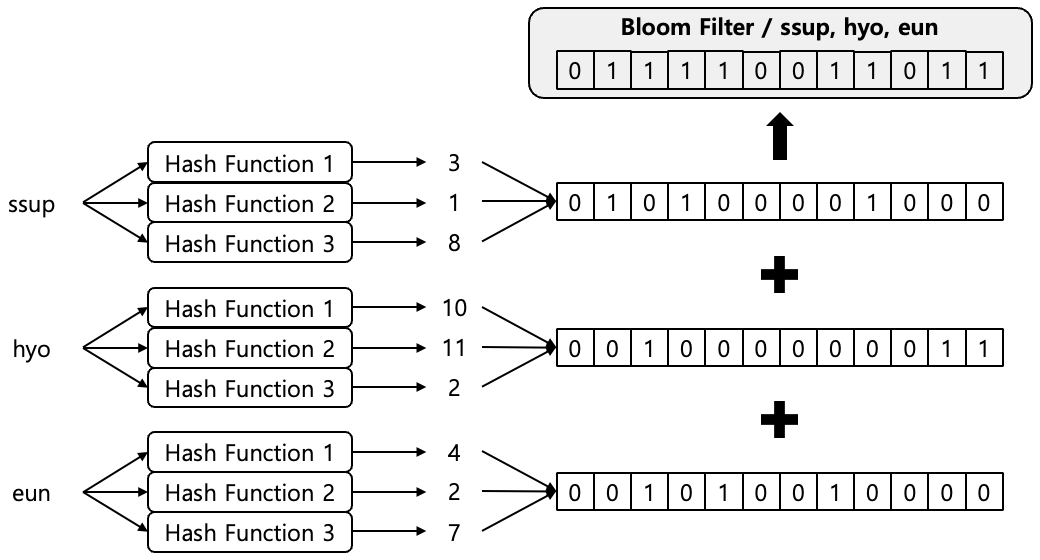 Bloom Filter / ssup, hyo, eun
0 1 1 1 1 0 0 1 1 0 1 1
ssup
Hash Function 1
3
Hash Function 2
1
Hash Function 3
8
0 1 0 1 0 0 0 0 1 0 0 0
hyo
Hash Function 1
10
Hash Function 2
11
Hash Function 3
2
0 0 1 0 0 0 0 0 0 0 1 1
eun
Hash Function 1
4
Hash Function 2
2
Hash Function 3
7
0 0 1 0 1 0 0 1 0 0 0 0